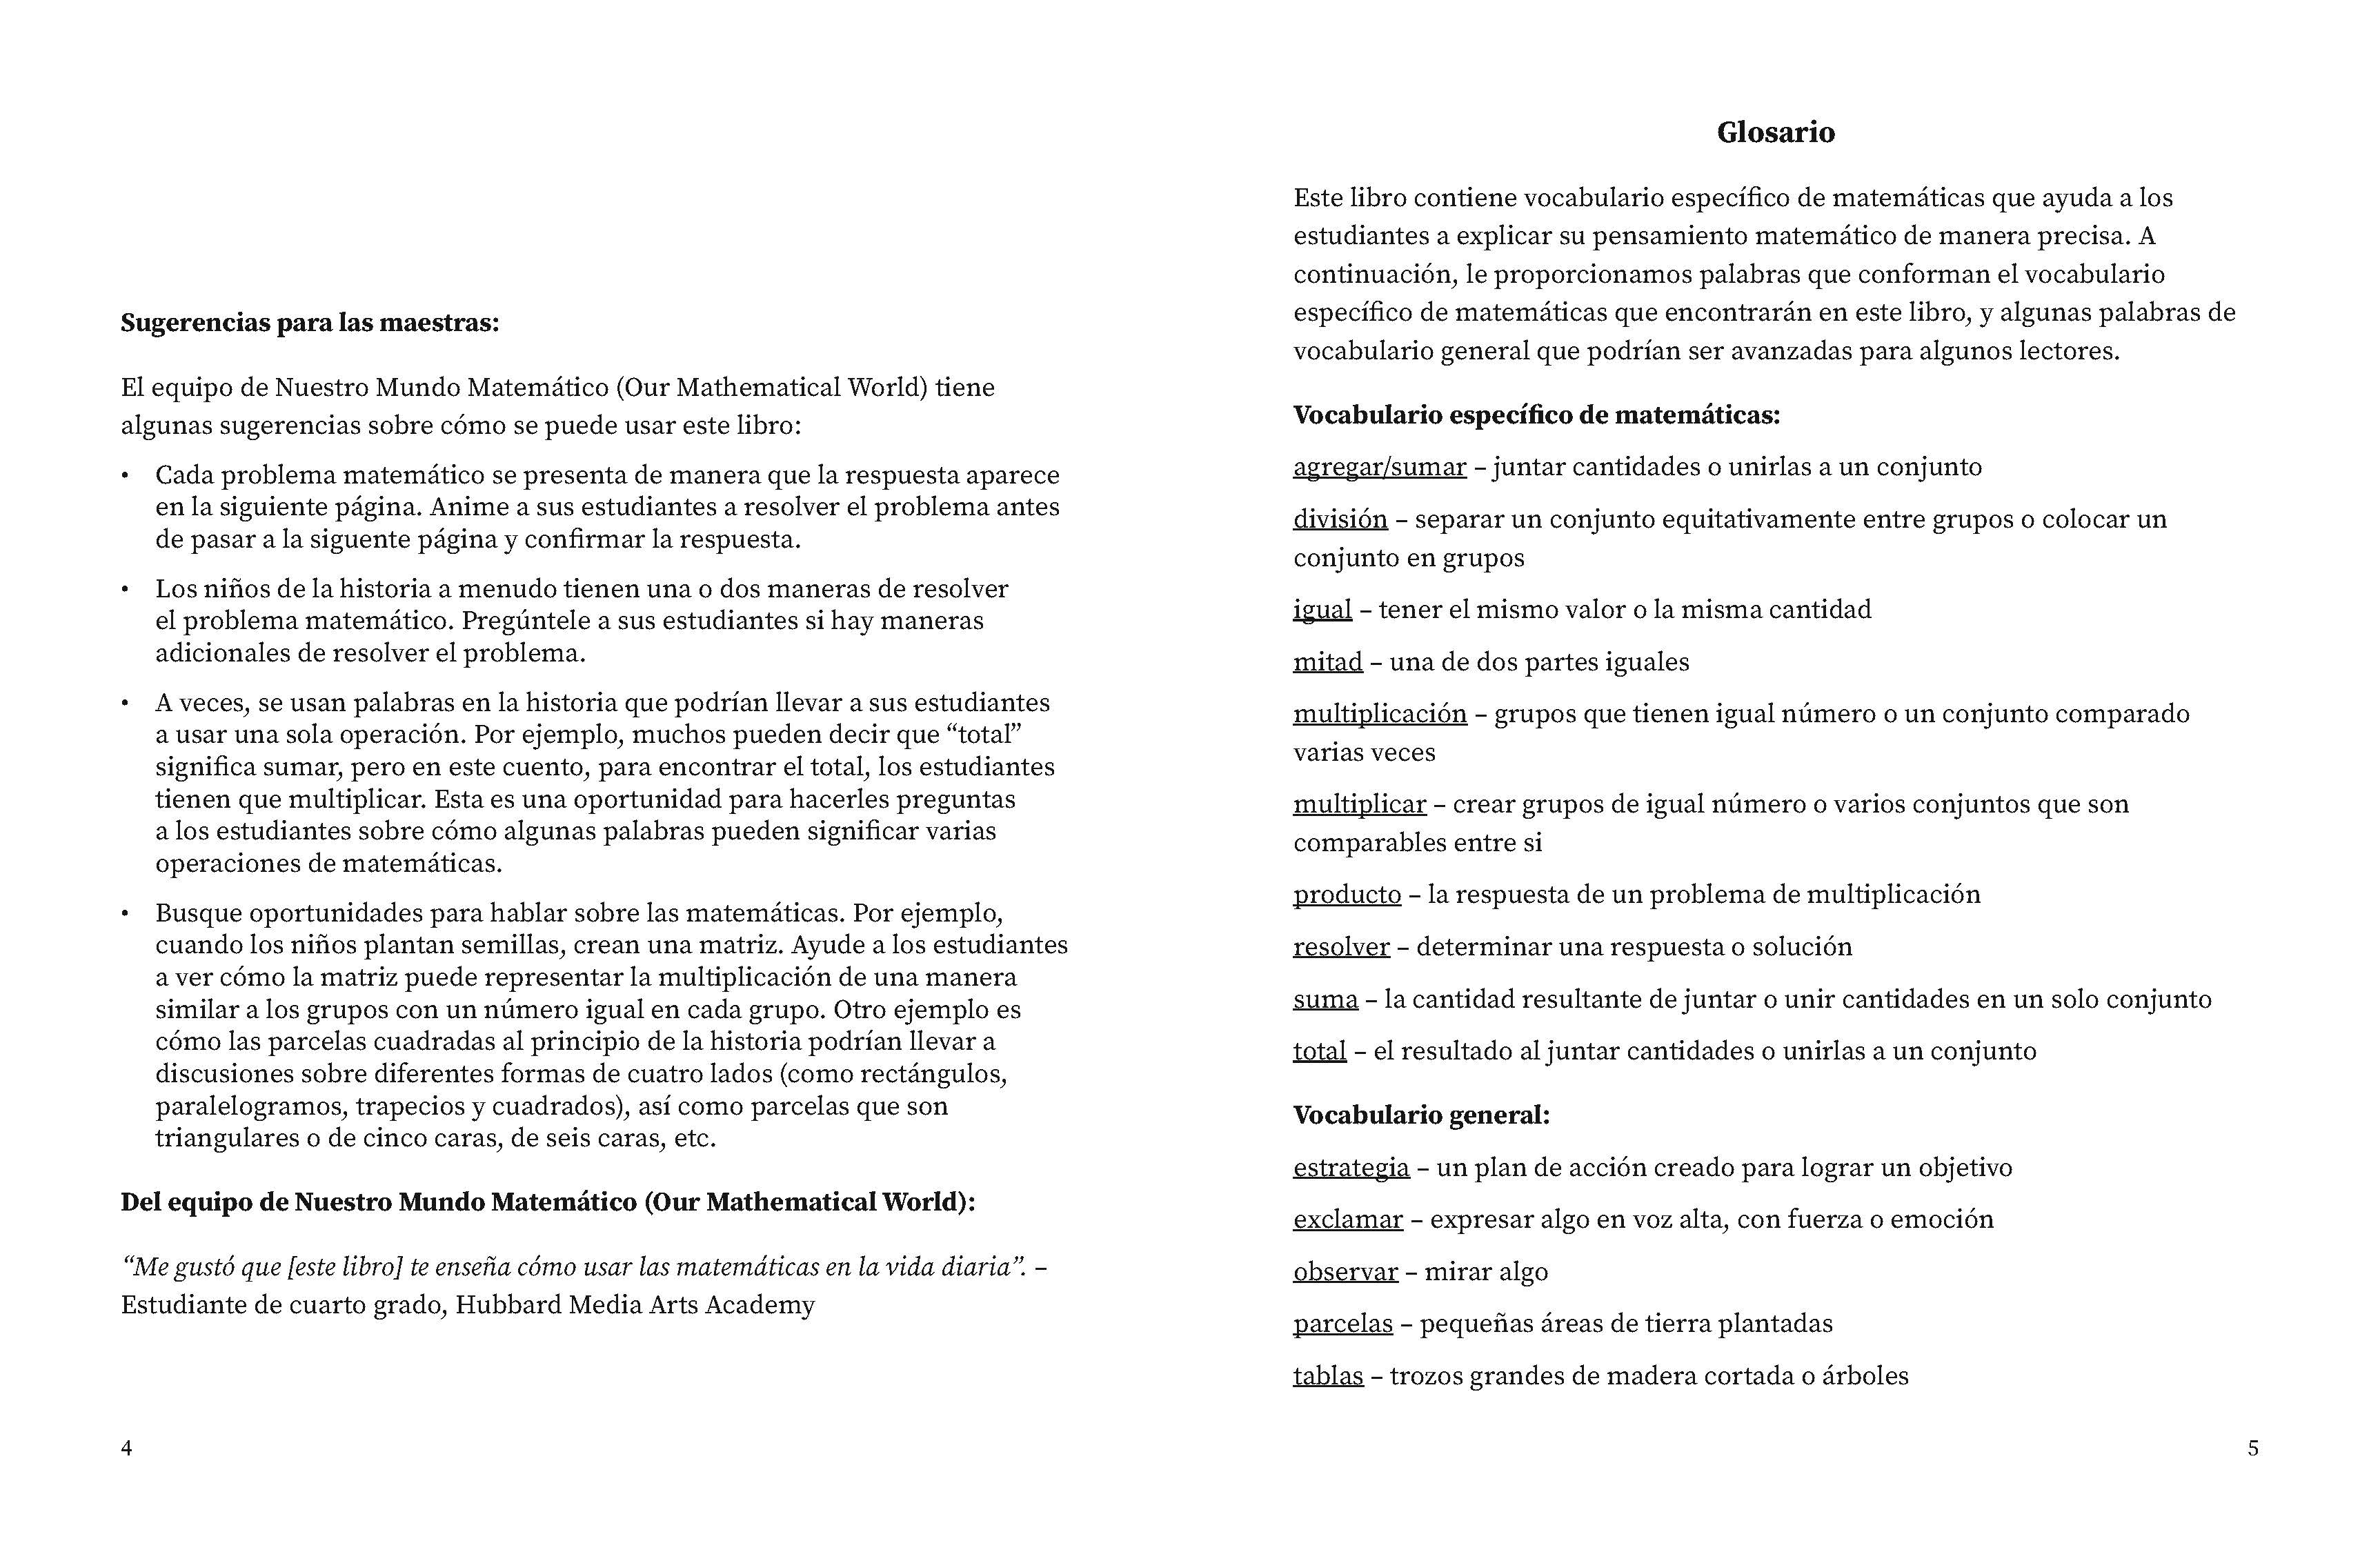 Sugerencias para las maestras:
El equipo de Nuestro Mundo Matemático (Our Mathematical World) tiene
algunas sugerencias sobre cómo se puede usar este libro:
• Cada problema matemático se presenta de manera que la respuesta aparece
en la siguiente página. Anime a sus estudiantes a resolver el problema antes
de pasar a la siguente página y confirmar la respuesta.
• Los niños de la historia a menudo tienen una o dos maneras de resolver
el problema matemático. Pregúntele a sus estudiantes si hay maneras
adicionales de resolver el problema.
• A veces, se usan palabras en la historia que podrían llevar a sus estudiantes
a usar una sola operación. Por ejemplo, muchos pueden decir que “total”
significa sumar, pero en este cuento, para encontrar el total, los estudiantes
tienen que multiplicar. Esta es una oportunidad para hacerles preguntas
a los estudiantes sobre cómo algunas palabras pueden significar varias
operaciones de matemáticas.
• Busque oportunidades para hablar sobre las matemáticas. Por ejemplo,
cuando los niños plantan semillas, crean una matriz. Ayude a los estudiantes
a ver cómo la matriz puede representar la multiplicación de una manera
similar a los grupos con un número igual en cada grupo. Otro ejemplo es
cómo las parcelas cuadradas al principio de la historia podrían llevar a
discusiones sobre diferentes formas de cuatro lados (como rectángulos,
paralelogramos, trapecios y cuadrados), así como parcelas que son
triangulares o de cinco caras, de seis caras, etc.
Del equipo de Nuestro Mundo Matemático (Our Mathematical World):
“Me gustó que [este libro] te enseña cómo usar las matemáticas en la vida diaria”. –
Estudiante de cuarto grado, Hubbard Media Arts Academy
4
Glosario
Este libro contiene vocabulario específico de matemáticas que ayuda a los
estudiantes a explicar su pensamiento matemático de manera precisa. A
continuación, le proporcionamos palabras que conforman el vocabulario
específico de matemáticas que encontrarán en este libro, y algunas palabras de
vocabulario general que podrían ser avanzadas para algunos lectores.
Vocabulario específico de matemáticas:
agregar/sumar – juntar cantidades o unirlas a un conjunto
división – separar un conjunto equitativamente entre grupos o colocar un
conjunto en grupos
igual – tener el mismo valor o la misma cantidad
mitad – una de dos partes iguales
multiplicación – grupos que tienen igual número o un conjunto comparado
varias veces
multiplicar – crear grupos de igual número o varios conjuntos que son
comparables entre si
producto – la respuesta de un problema de multiplicación
resolver – determinar una respuesta o solución
suma – la cantidad resultante de juntar o unir cantidades en un solo conjunto
total – el resultado al juntar cantidades o unirlas a un conjunto
Vocabulario general:
estrategia – un plan de acción creado para lograr un objetivo
exclamar – expresar algo en voz alta, con fuerza o emoción
observar – mirar algo
parcelas – pequeñas áreas de tierra plantadas
tablas – trozos grandes de madera cortada o árboles
5